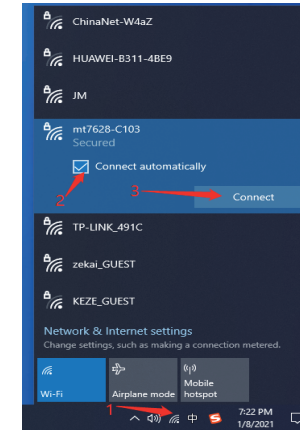 ChinaNet-W4aZ
HUAWEI-B311-4BE9
JM
mt7628-C103
Secured
Connect automatically
2
3
Connect
TP-LINK_491C
zekai_GUEST
KEZE_GUEST
Network & Internet settings
Change settings, such as making a connection metered.
Wi-Fi
Airplane mode
Mobile
hotspot
1
中
S
7:22 PM
1/8/2021